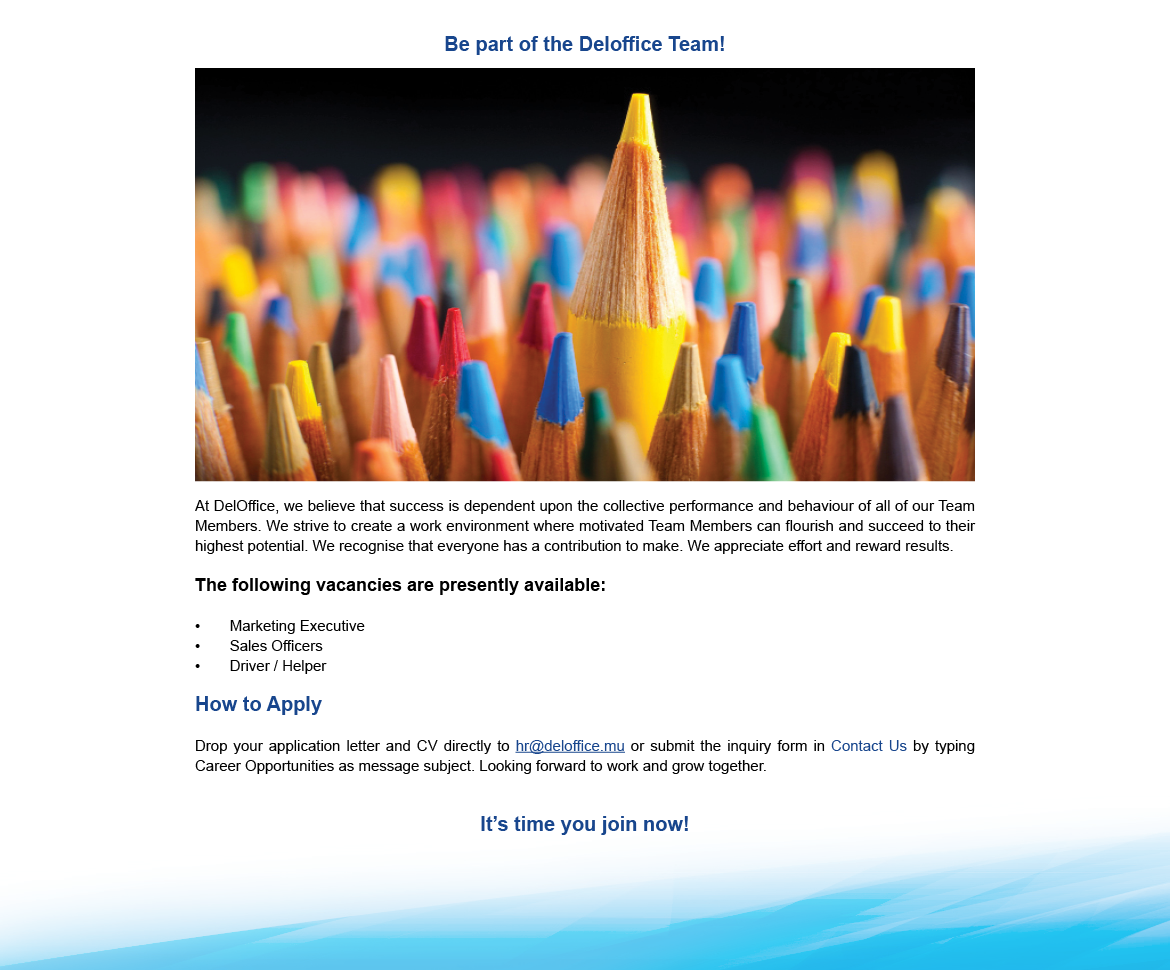 Be part of the Deloffice Team!
At DelOffice, we believe that success is dependent upon the collective performance and behaviour of all of our Team
Members. We strive to create a work environment where motivated Team Members can flourish and succeed to their
highest potential. We recognise that everyone has a contribution to make. We appreciate effort and reward results.
The following vacancies are presently available:
• Marketing Executive
• Sales Officers
• Driver / Helper
How to Apply
Drop your application letter and CV directly to hr@deloffice.mu or submit the inquiry form in Contact Us by typing
Career Opportunities as message subject. Looking forward to work and grow together.
It’s time you join now!